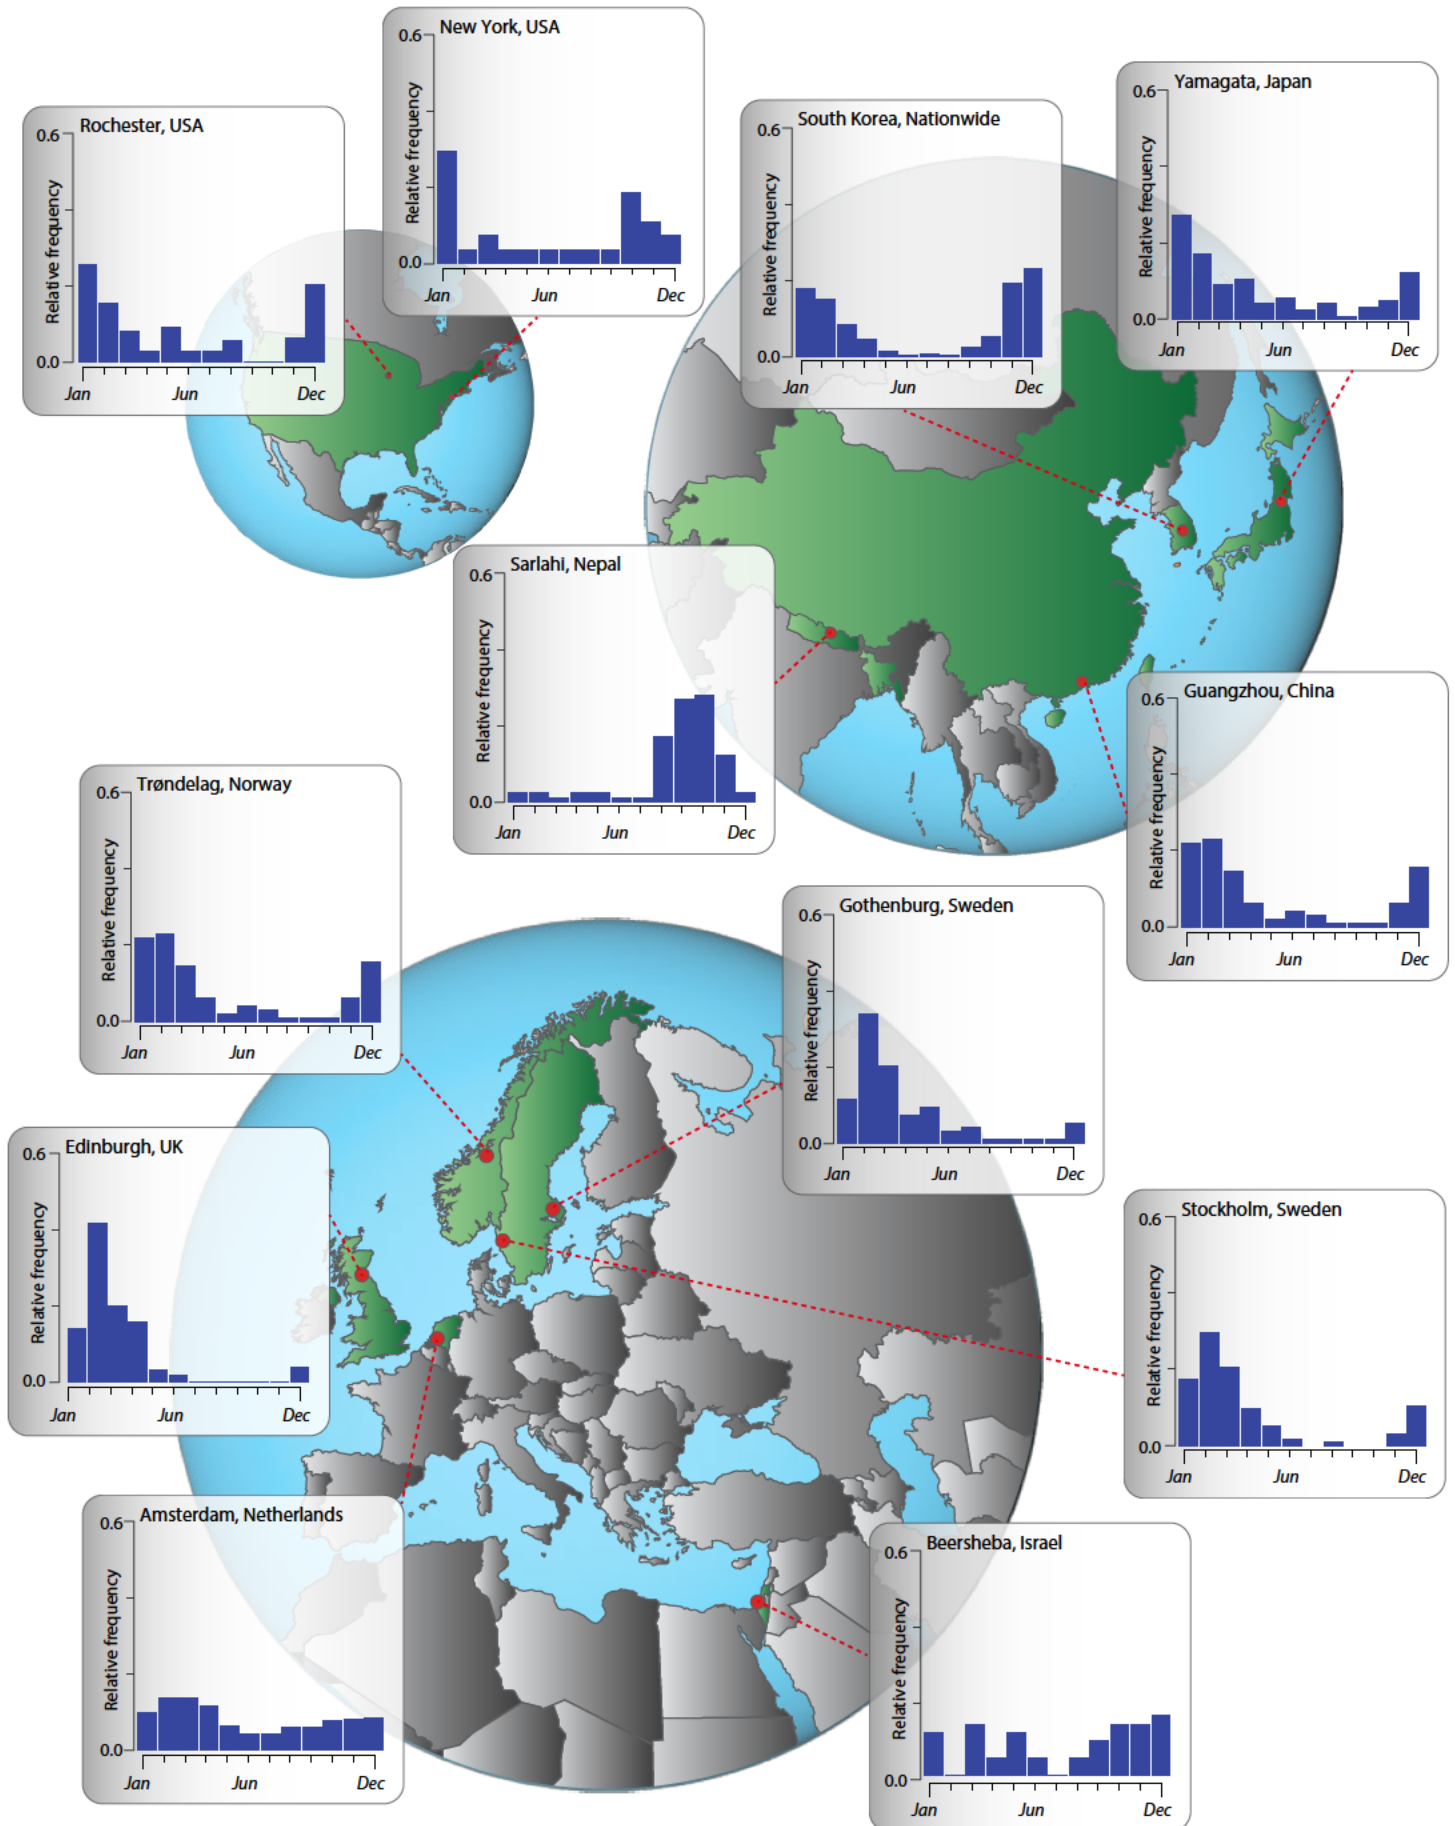 New York, USA
0.6
Relative frequency
0.0
Jan Jun Dec
Yamagata, Japan
0.6
Relative frequency
0.0
Jan Jun Dec
Rochester, USA
0.6
Relative frequency
0.0
Jan Jun Dec
South Korea, Nationwide
0.6
Relative frequency
0.0
Jan Jun Dec
Sarlahi, Nepal
0.6
Relative frequency
0.0
Jan Jun Dec
Guangzhou, China
0.6
Relative frequency
0.0
Jan Jun Dec
Trøndelag, Norway
0.6
Relative frequency
0.0
Jan Jun Dec
Gothenburg, Sweden
0.6
Relative frequency
0.0
Jan Jun Dec
Edinburgh, UK
0.6
Relative frequency
0.0
Jan Jun Dec
Stockholm, Sweden
0.6
Relative frequency
0.0
Jan Jun Dec
Amsterdam, Netherlands
0.6
Relative frequency
0.0
Jan Jun Dec
Beersheba, Israel
0.6
Relative frequency
0.0
Jan Jun Dec